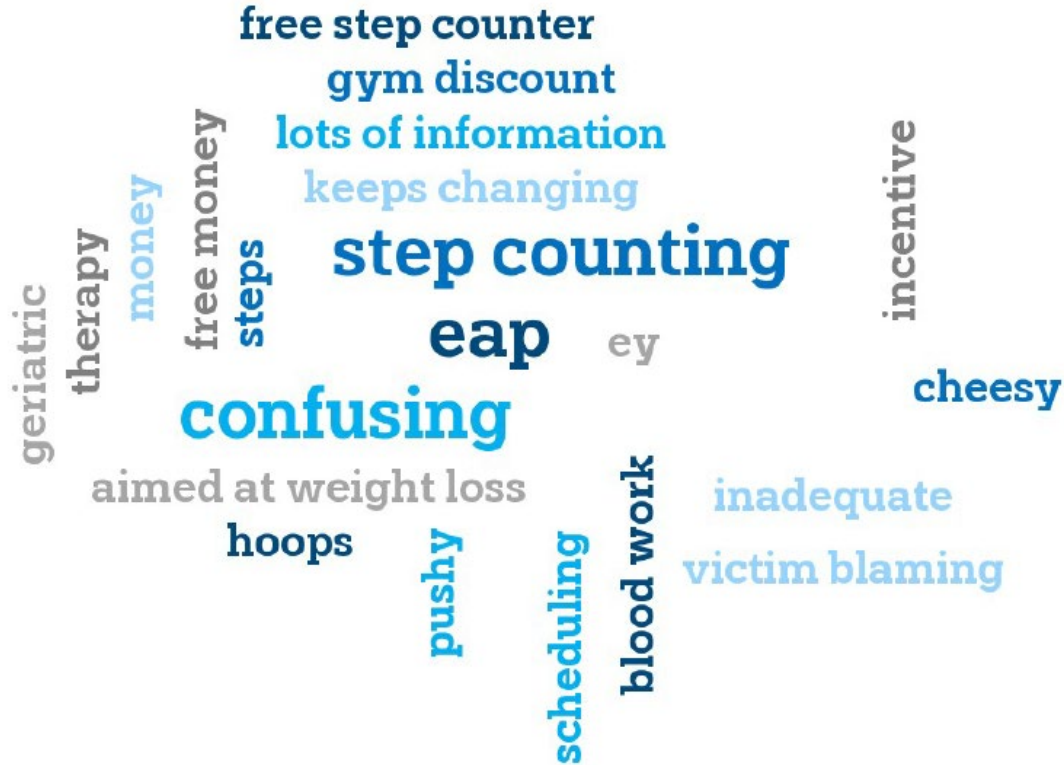 free step counter
gym discount
lots of information
keeps changing
step counting
eap
ey
confusing
aimed at weight loss
hoops
geriatric
therapy
money
free money
steps
incentive
cheesy
inadequate
victim blaming
pushy
scheduling
blood work